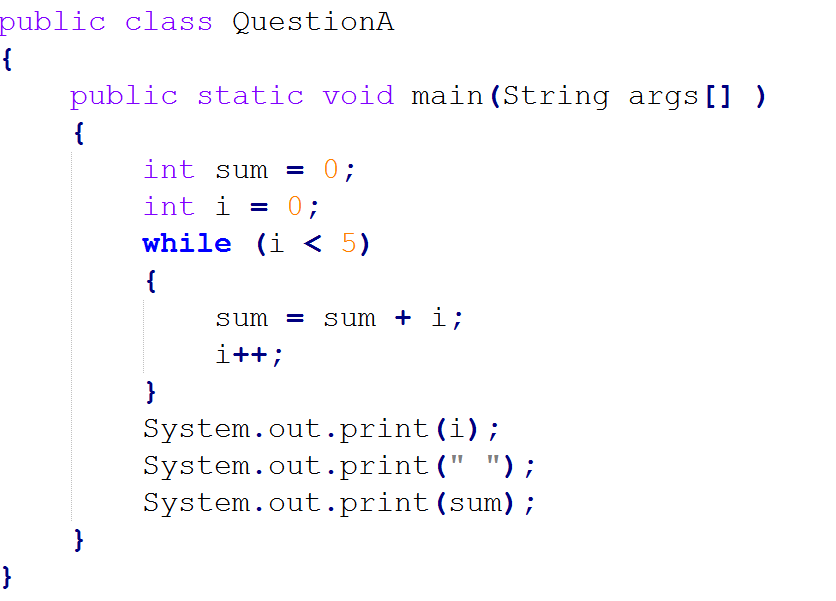 public class QuestionA
{
    public static void main(String args[] )
    {
        int sum = 0;
        int i = 0;
        while (i < 5)
        {
            sum = sum + i;
            i++;
        }
        System.out.print(i);
        System.out.print(" ");
        System.out.print(sum);
    }
}